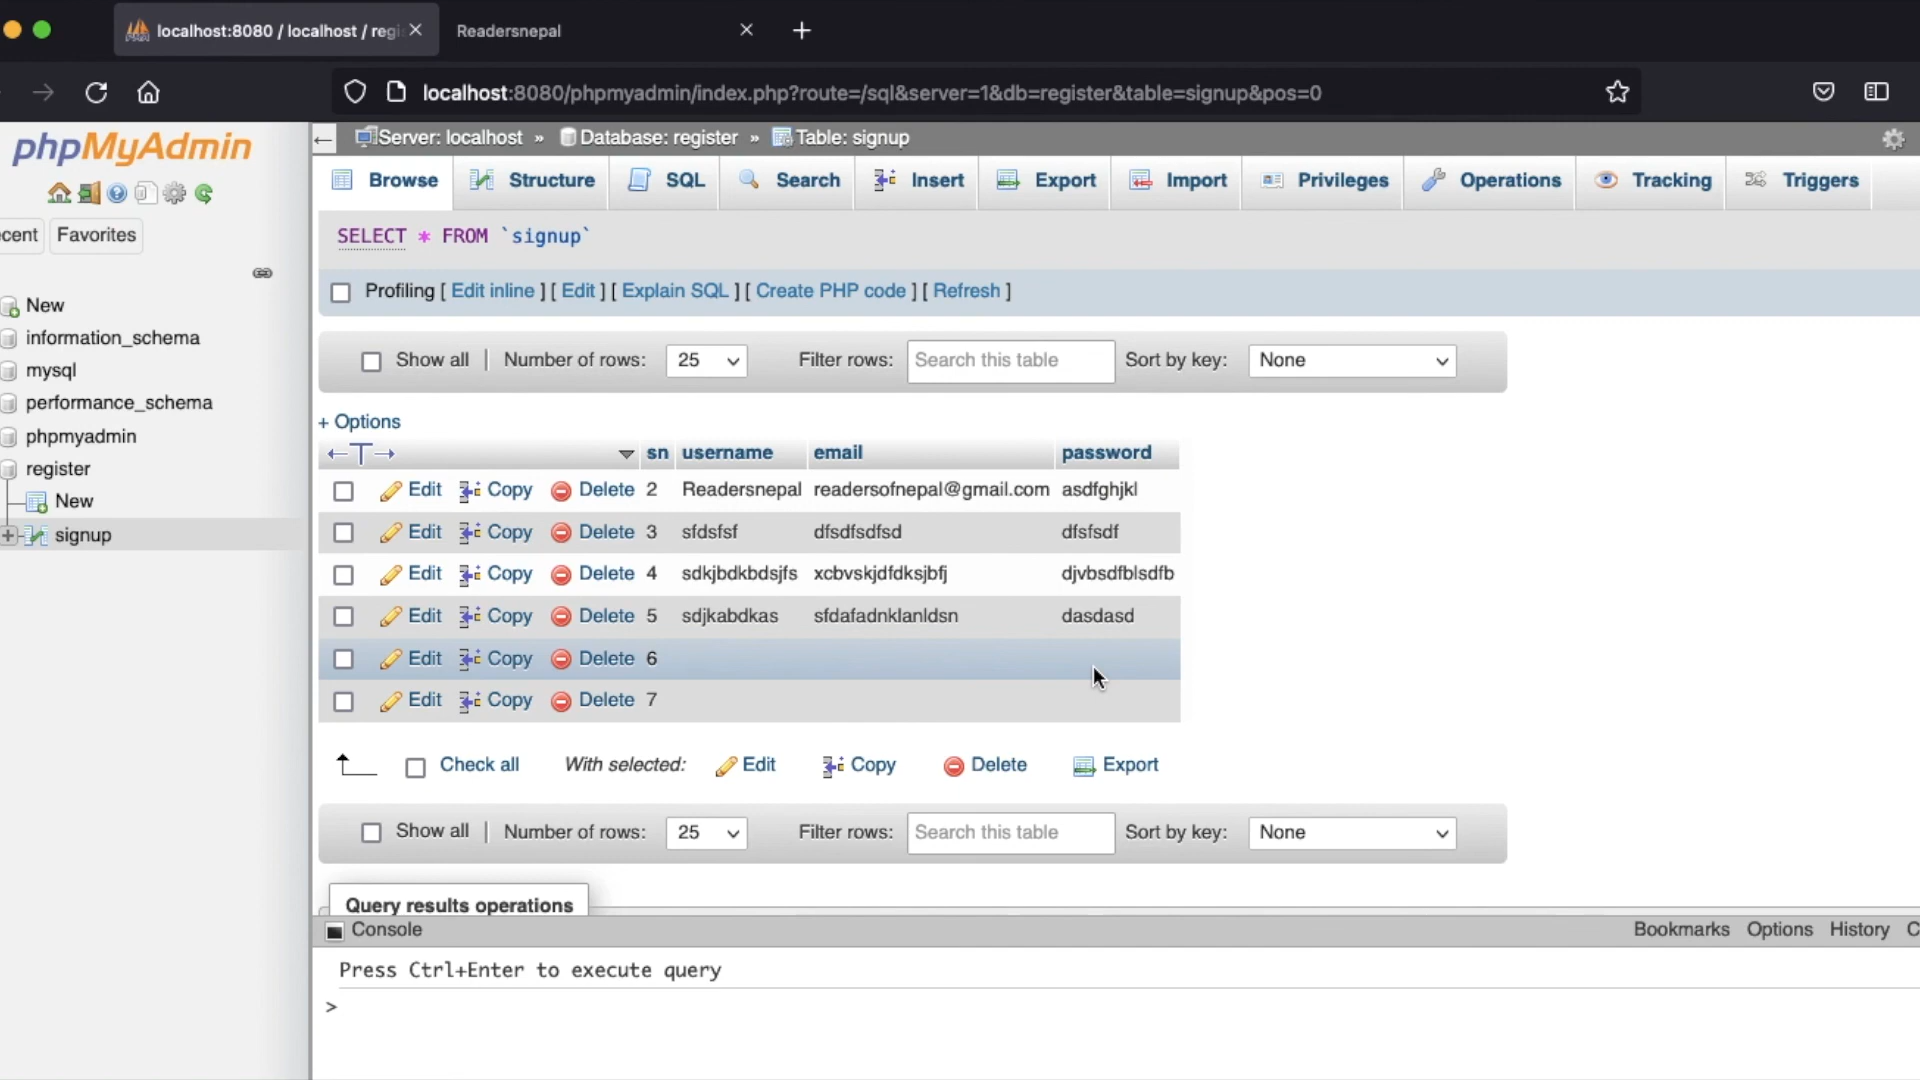 localhost:8080 / localhost / regi
Readersnepal
localhost:8080/phpmyadmin/index.php?route=/sql&server=1&db=register&table=signup&pos=0
phpMyAdmin
Server: localhost » Database: register » Table: signup
Browse Structure SQL Search Insert Export Import Privileges Operations Tracking Triggers
cent Favorites
New
information_schema
mysql
performance_schema
phpmyadmin
register
New
signup
SELECT * FROM `signup`
Profiling [ Edit inline ] [ Edit ] [ Explain SQL ] [ Create PHP code ] [ Refresh ]
Show all | Number of rows: 25 Filter rows: Search this table Sort by key: None
+ Options
←T→ sn username email password
Edit Copy Delete 2 Readersnepal readersofnepal@gmail.com asdfghjkl
Edit Copy Delete 3 sfdsfsf dfsdfsdfsd dfsfsdf
Edit Copy Delete 4 sdkjbdkbdsjfs xcbvskjdfdksjbfj djvbsdfblsdfb
Edit Copy Delete 5 sdjkabdkas sfdafadnklanldsn dasdasd
Edit Copy Delete 6
Edit Copy Delete 7
Check all With selected: Edit Copy Delete Export
Show all | Number of rows: 25 Filter rows: Search this table Sort by key: None
Query results operations
Console Bookmarks Options History C
Press Ctrl+Enter to execute query
>